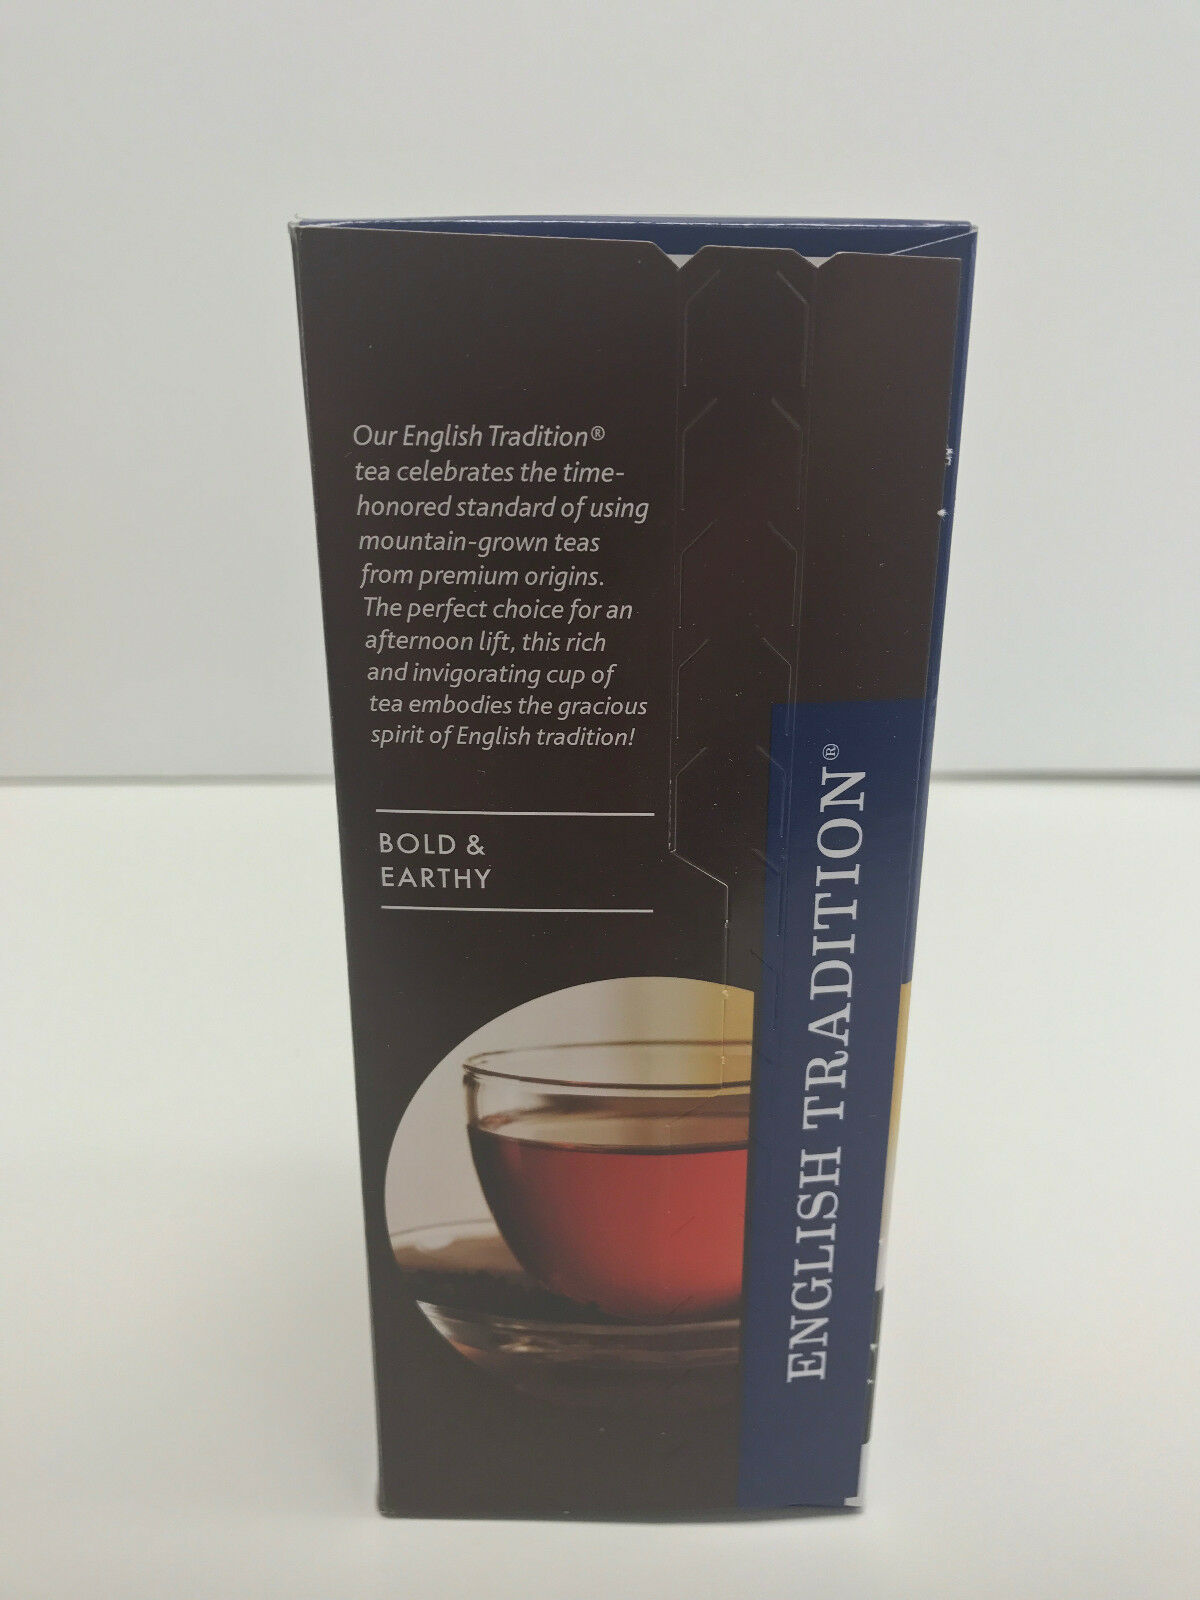 Our English Tradition®
tea celebrates the time-
honored standard of using
mountain-grown teas
from premium origins.
The perfect choice for an
afternoon lift, this rich
and invigorating cup of
tea embodies the gracious
spirit of English tradition!
BOLD &
EARTHY
ENGLISH TRADITION®